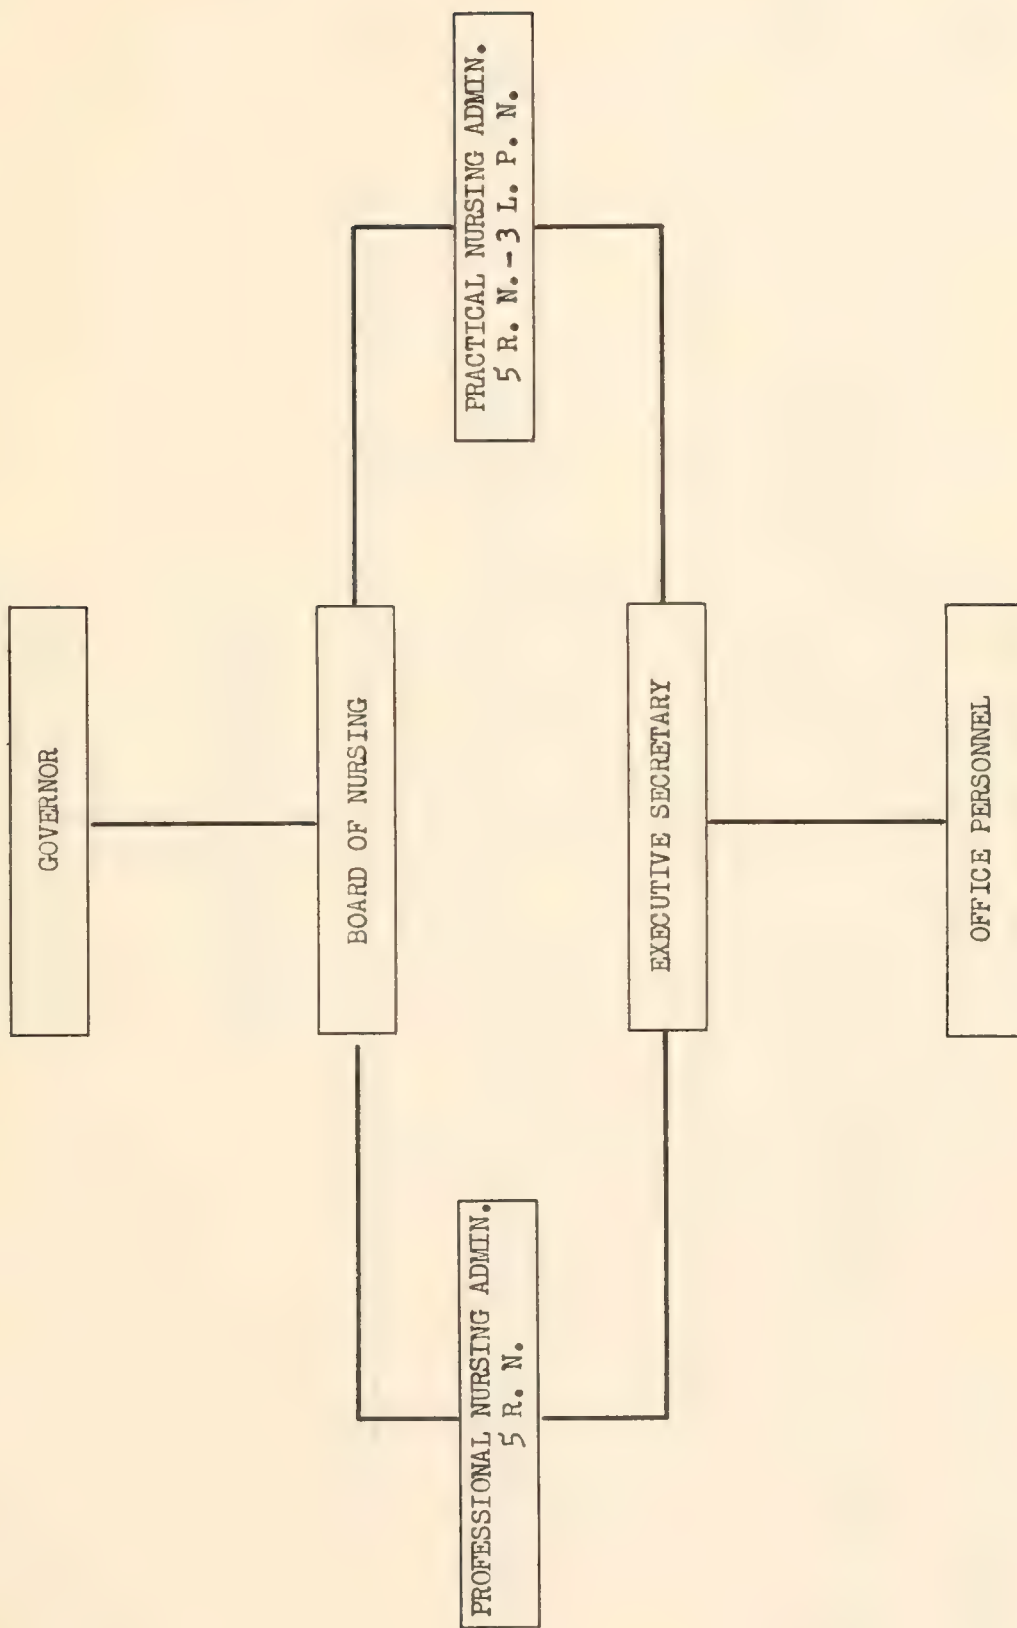 GOVERNOR
BOARD OF NURSING
PROFESSIONAL NURSING ADMIN.
5 R. N.
PRACTICAL NURSING ADMIN.
5 R. N.-3 L. P. N.
EXECUTIVE SECRETARY
OFFICE PERSONNEL